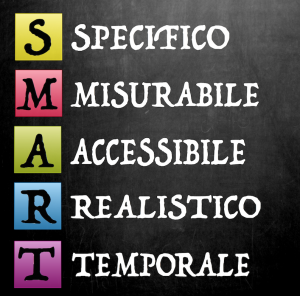 S SPECIFICO
M MISURABILE
A ACCESSIBILE
R REALISTICO
T TEMPORALE